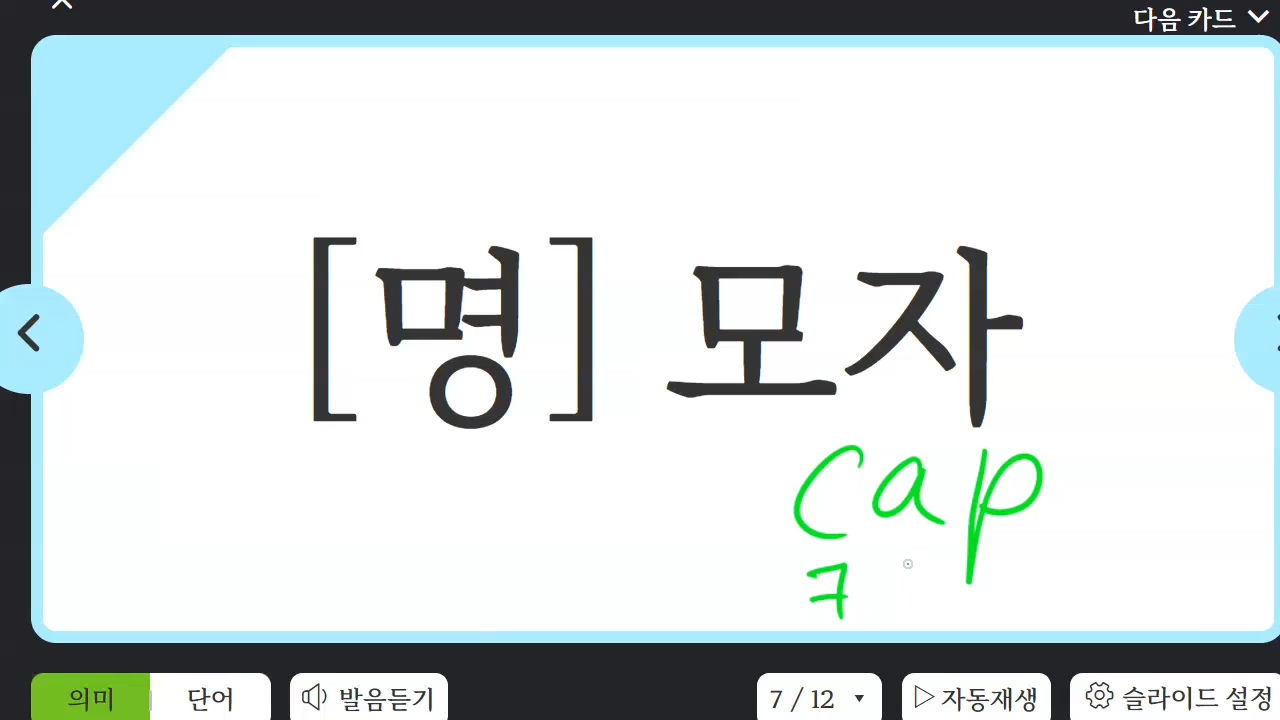 다음 카드
[명] 모자
cap
ㅋ
의미 단어 발음듣기 7 / 12 자동재생 슬라이드 설정